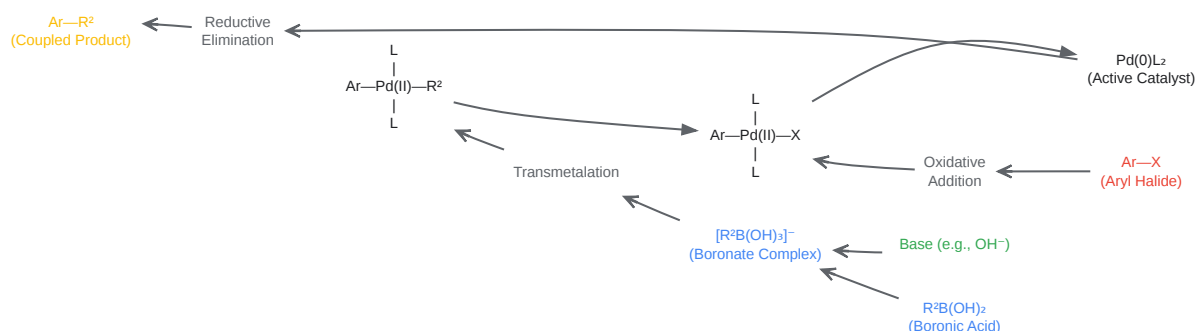 Ar—R²
(Coupled Product)
Reductive
Elimination
L
|
Ar—Pd(II)—R²
|
L
Pd(0)L₂
(Active Catalyst)
L
|
Ar—Pd(II)—X
|
L
Transmetalation
Oxidative
Addition
Ar—X
(Aryl Halide)
[R²B(OH)₃]⁻
(Boronate Complex)
Base (e.g., OH⁻)
R²B(OH)₂
(Boronic Acid)